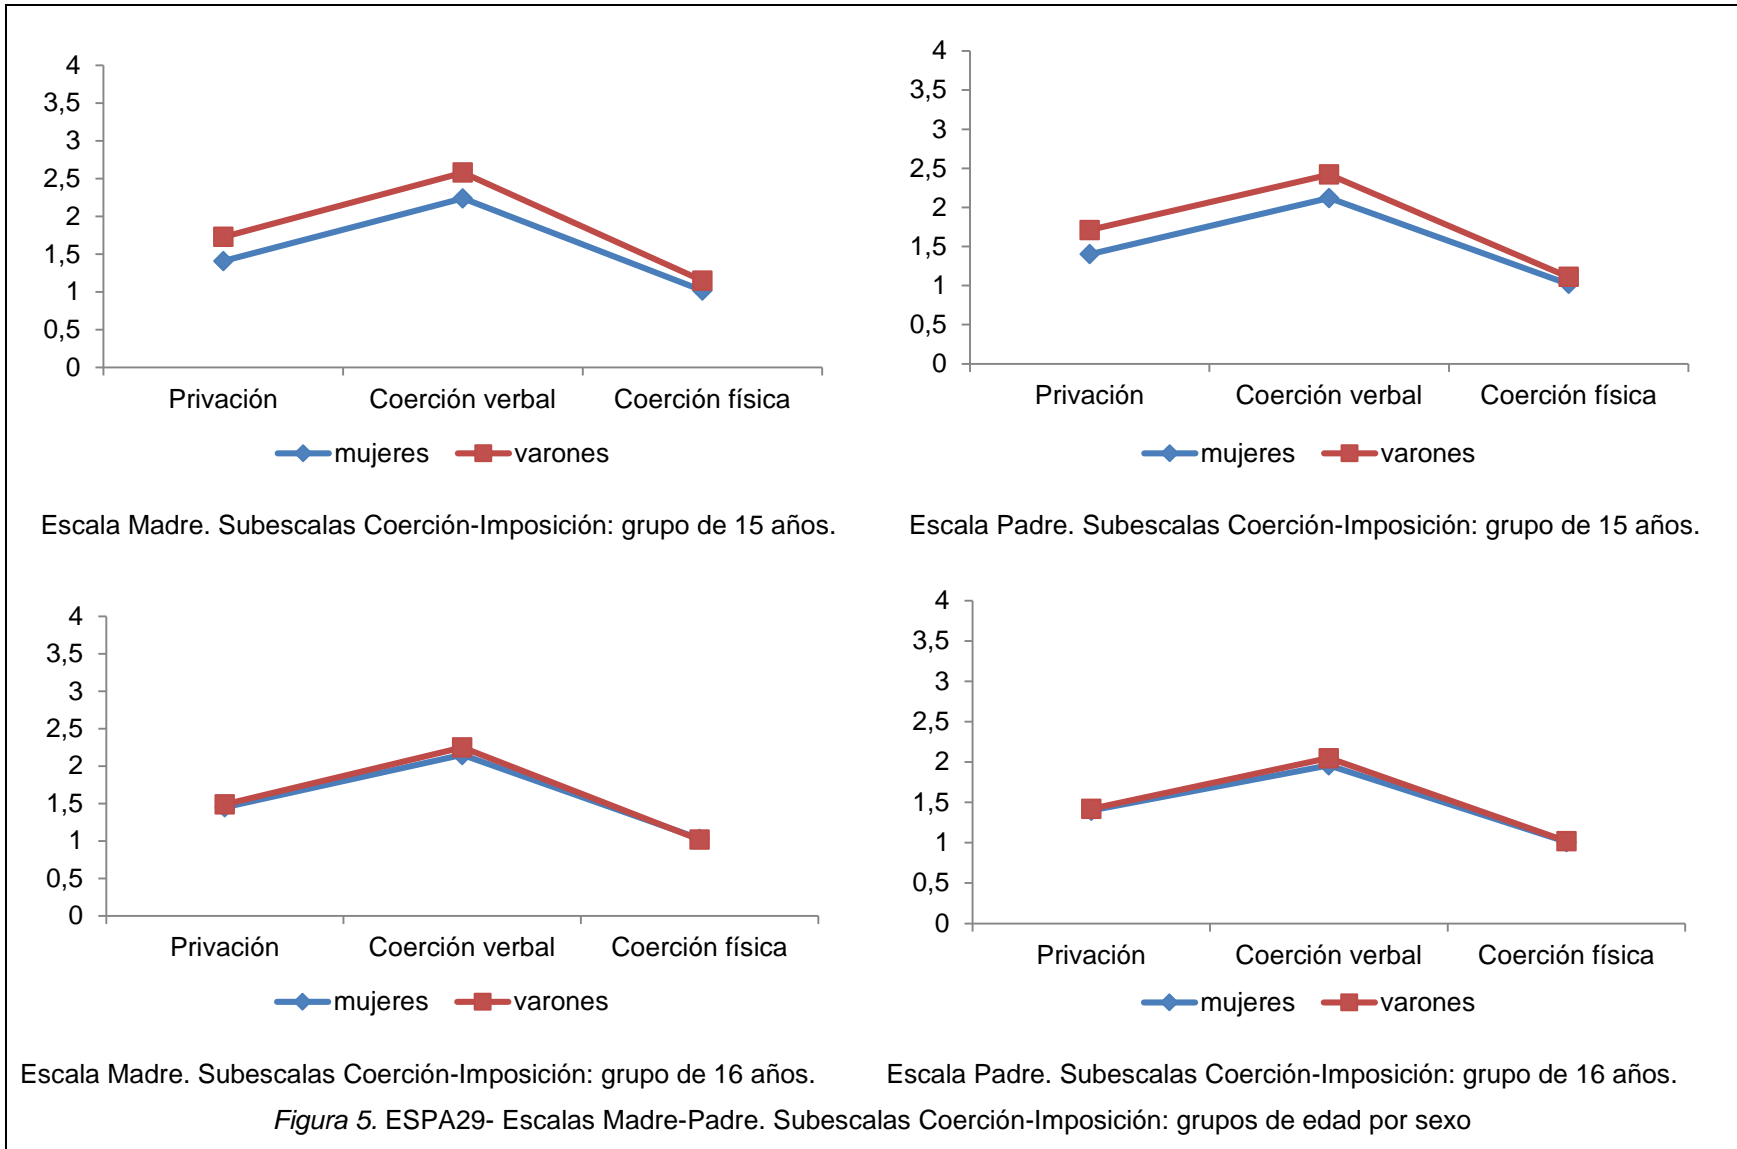 4
3,5
3
2,5
2
1,5
1
0,5
0
Privación Coerción verbal Coerción física
mujeres varones
Escala Madre. Subescalas Coerción-Imposición: grupo de 15 años.
4
3,5
3
2,5
2
1,5
1
0,5
0
Privación Coerción verbal Coerción física
mujeres varones
Escala Padre. Subescalas Coerción-Imposición: grupo de 15 años.
4
3,5
3
2,5
2
1,5
1
0,5
0
Privación Coerción verbal Coerción física
mujeres varones
Escala Madre. Subescalas Coerción-Imposición: grupo de 16 años.
4
3,5
3
2,5
2
1,5
1
0,5
0
Privación Coerción verbal Coerción física
mujeres varones
Escala Padre. Subescalas Coerción-Imposición: grupo de 16 años.
Figura 5. ESPA29- Escalas Madre-Padre. Subescalas Coerción-Imposición: grupos de edad por sexo